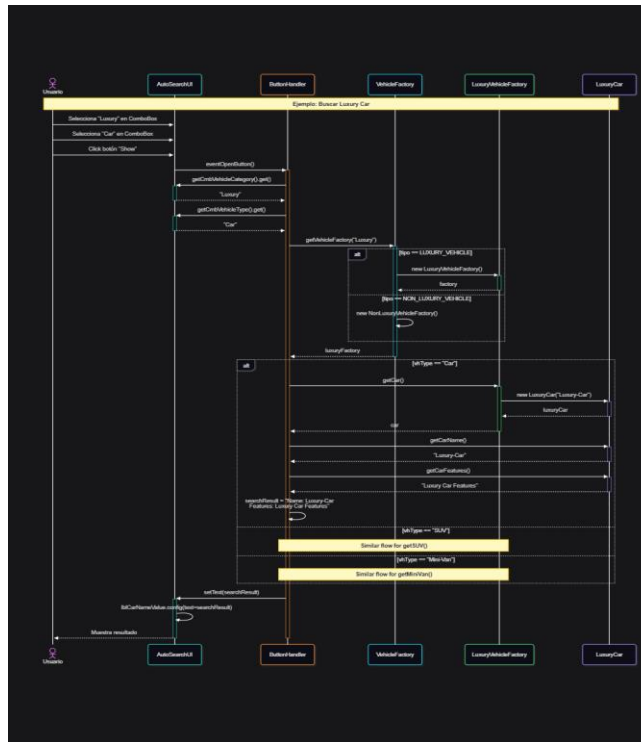 Usuario
AutoSearchUI
ButtonHandler
VehicleFactory
LuxuryVehicleFactory
LuxuryCar
Ejemplo: Buscar Luxury Car
Selecciona "Luxury" en ComboBox
Selecciona "Car" en ComboBox
Click botón "Show"
eventOpenButton()
getCmbVehicleCategory().get()
"Luxury"
getCmbVehicleType().get()
"Car"
getVehicleFactory("Luxury")
alt
[tipo == LUXURY_VEHICLE]
new LuxuryVehicleFactory()
factory
[tipo == NON_LUXURY_VEHICLE]
new NonLuxuryVehicleFactory()
luxuryFactory
alt
[vhType == "Car"]
getCar()
new LuxuryCar("Luxury-Car")
luxuryCar
car
getCarName()
"Luxury-Car"
getCarFeatures()
"Luxury Car Features"
searchResult = "Name: Luxury-Car
Features: Luxury Car Features"
[vhType == "SUV"]
Similar flow for getSUV()
[vhType == "Mini-Van"]
Similar flow for getMiniVan()
setText(searchResult)
lblCarNameValue.config(text=searchResult)
Muestra resultado
Usuario
AutoSearchUI
ButtonHandler
VehicleFactory
LuxuryVehicleFactory
LuxuryCar